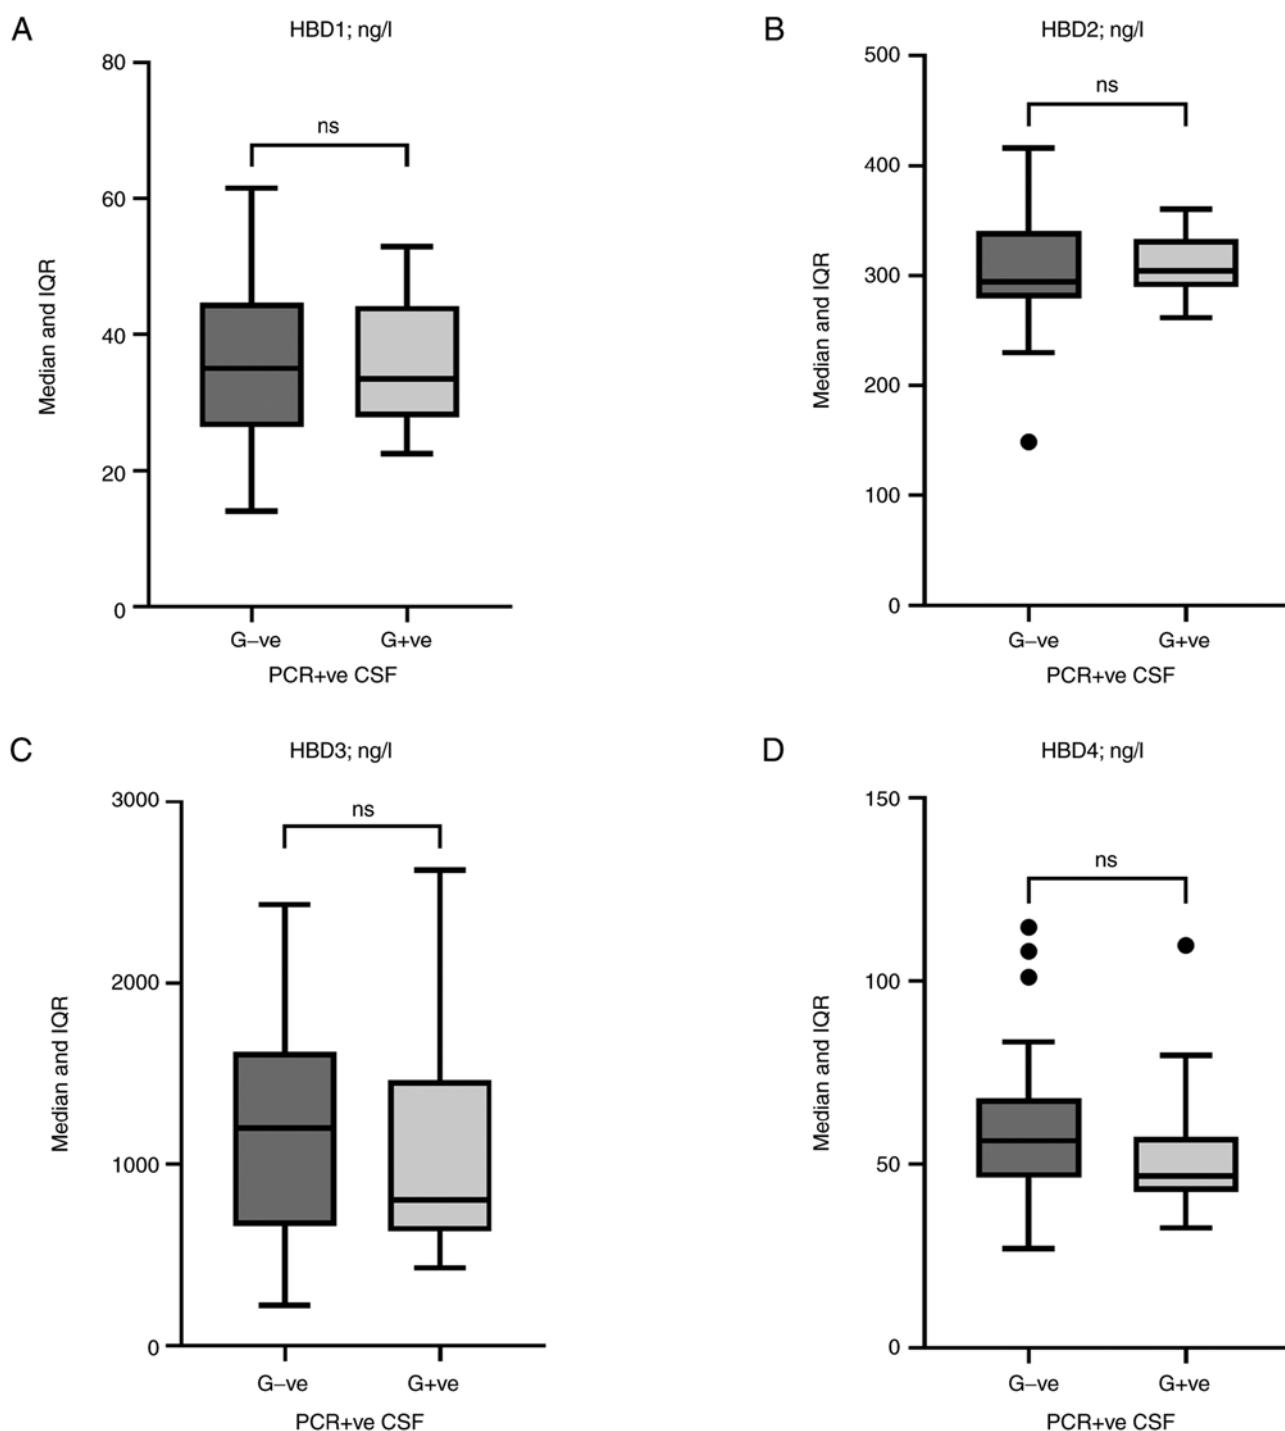 A
HBD1; ng/l
80
ns
60
Median and IQR
40
20
0
G−ve G+ve
PCR+ve CSF
B
HBD2; ng/l
500
ns
400
Median and IQR
300
200
100
0
G−ve G+ve
PCR+ve CSF
C
HBD3; ng/l
3000
ns
2000
Median and IQR
1000
0
G−ve G+ve
PCR+ve CSF
D
HBD4; ng/l
150
ns
100
Median and IQR
50
0
G−ve G+ve
PCR+ve CSF